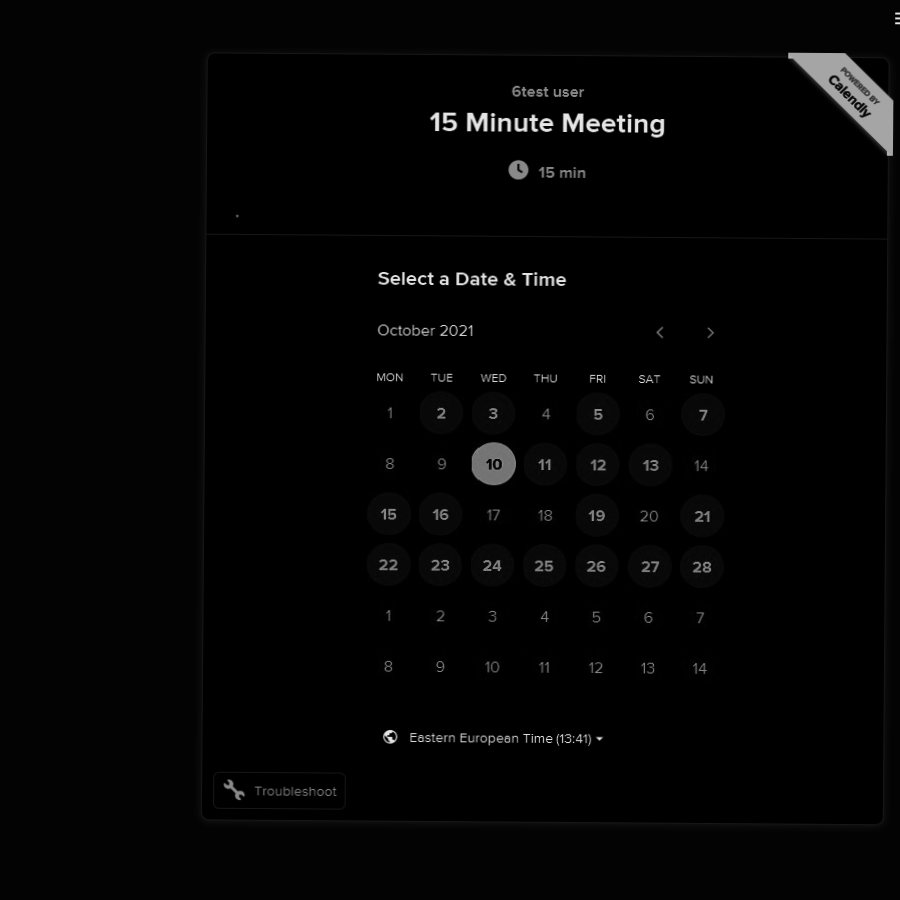 POWERED BY
Calendly
6test user
15 Minute Meeting
15 min
Select a Date & Time
October 2021
MON TUE WED THU FRI SAT SUN
1 2 3 4 5 6 7
8 9 10 11 12 13 14
15 16 17 18 19 20 21
22 23 24 25 26 27 28
1 2 3 4 5 6 7
8 9 10 11 12 13 14
Eastern European Time (13:41)
Troubleshoot